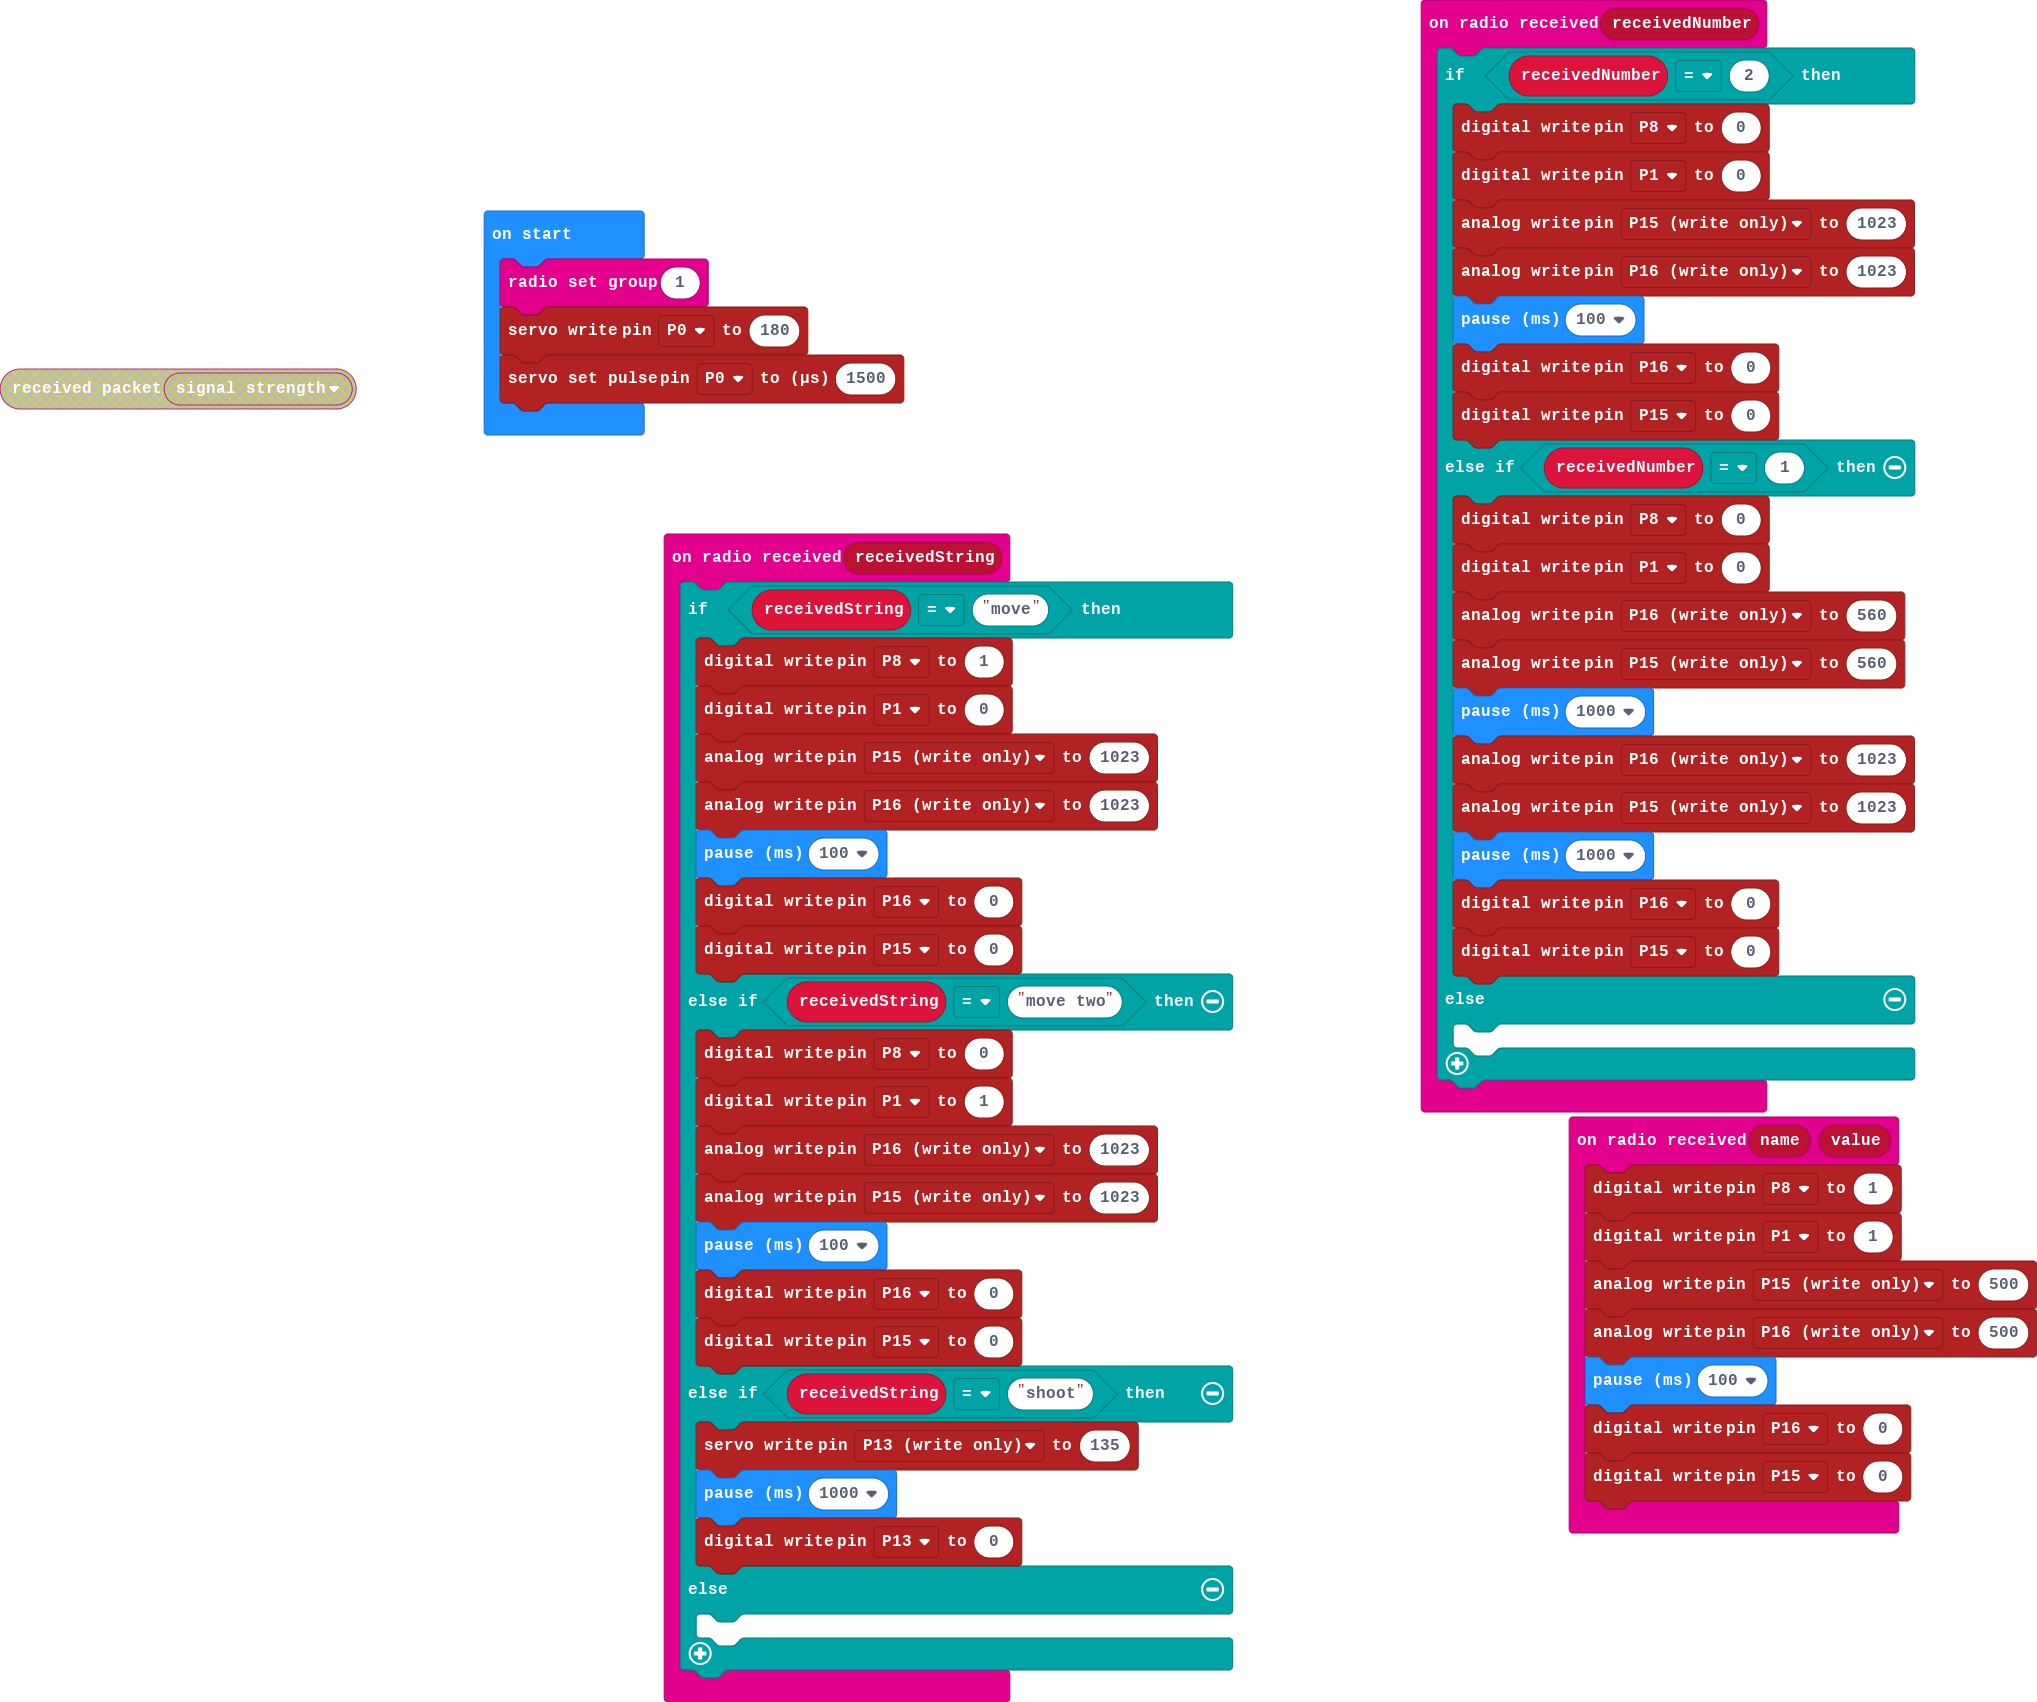 received packet signal strength
on start
radio set group 1
servo write pin P0 to 180
servo set pulse pin P0 to (µs) 1500
on radio received receivedString
if receivedString = "move" then
digital write pin P8 to 1
digital write pin P1 to 0
analog write pin P15 (write only) to 1023
analog write pin P16 (write only) to 1023
pause (ms) 100
digital write pin P16 to 0
digital write pin P15 to 0
else if receivedString = "move two" then
digital write pin P8 to 0
digital write pin P1 to 1
analog write pin P16 (write only) to 1023
analog write pin P15 (write only) to 1023
pause (ms) 100
digital write pin P16 to 0
digital write pin P15 to 0
else if receivedString = "shoot" then
servo write pin P13 (write only) to 135
pause (ms) 1000
digital write pin P13 to 0
else
on radio received receivedNumber
if receivedNumber = 2 then
digital write pin P8 to 0
digital write pin P1 to 0
analog write pin P15 (write only) to 1023
analog write pin P16 (write only) to 1023
pause (ms) 100
digital write pin P16 to 0
digital write pin P15 to 0
else if receivedNumber = 1 then
digital write pin P8 to 0
digital write pin P1 to 0
analog write pin P16 (write only) to 560
analog write pin P15 (write only) to 560
pause (ms) 1000
analog write pin P16 (write only) to 1023
analog write pin P15 (write only) to 1023
pause (ms) 1000
digital write pin P16 to 0
digital write pin P15 to 0
else
on radio received name value
digital write pin P8 to 1
digital write pin P1 to 1
analog write pin P15 (write only) to 500
analog write pin P16 (write only) to 500
pause (ms) 100
digital write pin P16 to 0
digital write pin P15 to 0